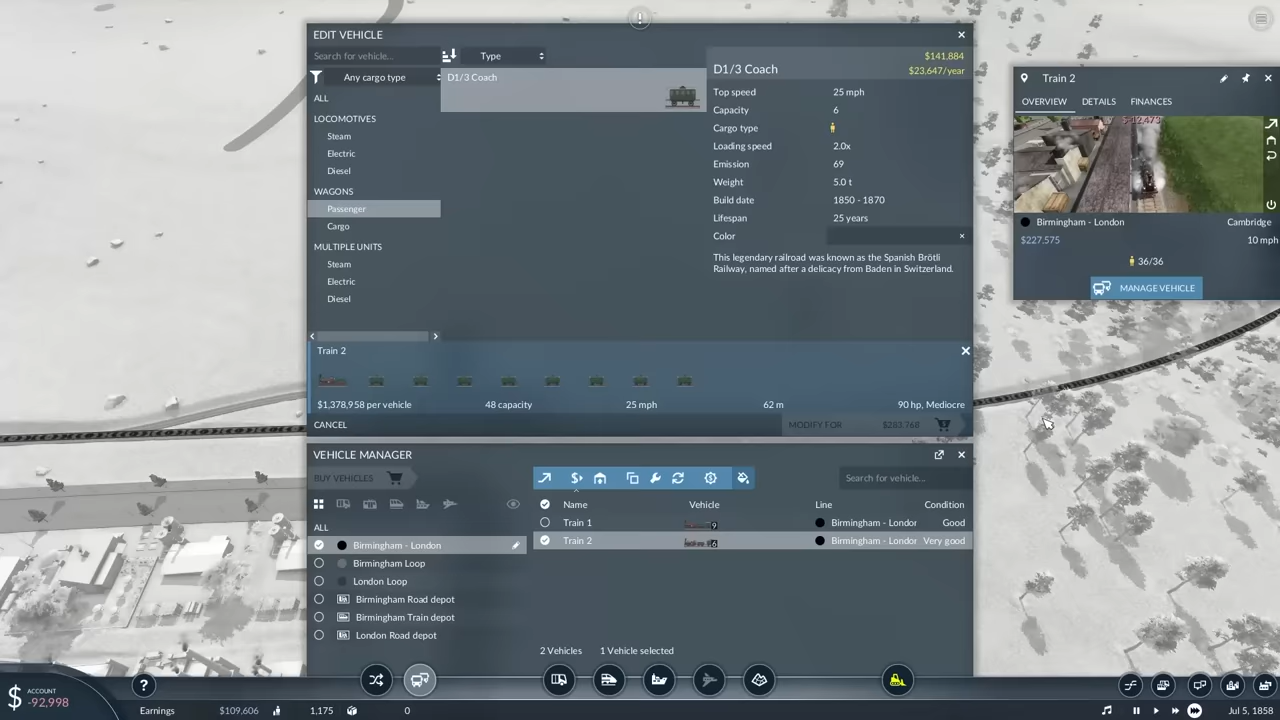 EDIT VEHICLE
Search for vehicle...
Type
Any cargo type
ALL
LOCOMOTIVES
Steam
Electric
Diesel
WAGONS
Passenger
Cargo
MULTIPLE UNITS
Steam
Electric
Diesel
D1/3 Coach
$141,884
D1/3 Coach
$23,647/year
Top speed 25 mph
Capacity 6
Cargo type
Loading speed 2.0x
Emission 69
Weight 5.0 t
Build date 1850 - 1870
Lifespan 25 years
Color
This legendary railroad was known as the Spanish Brötli
Railway, named after a delicacy from Baden in Switzerland.
Train 2
$1,378,958 per vehicle 48 capacity 25 mph 62 m 90 hp, Mediocre
CANCEL
MODIFY FOR $283,768
Train 2
OVERVIEW DETAILS FINANCES
Birmingham - London Cambridge
$227,575 10 mph
36/36
MANAGE VEHICLE
VEHICLE MANAGER
BUY VEHICLES
Search for vehicle...
ALL
Birmingham - London
Birmingham Loop
London Loop
Birmingham Road depot
Birmingham Train depot
London Road depot
Name Vehicle Line Condition
Train 1 9 Birmingham - London Good
Train 2 6 Birmingham - London Very good
2 Vehicles 1 Vehicle selected
ACCOUNT
-92,998
Earnings $109,606 1,175 0
Jul 5, 1858